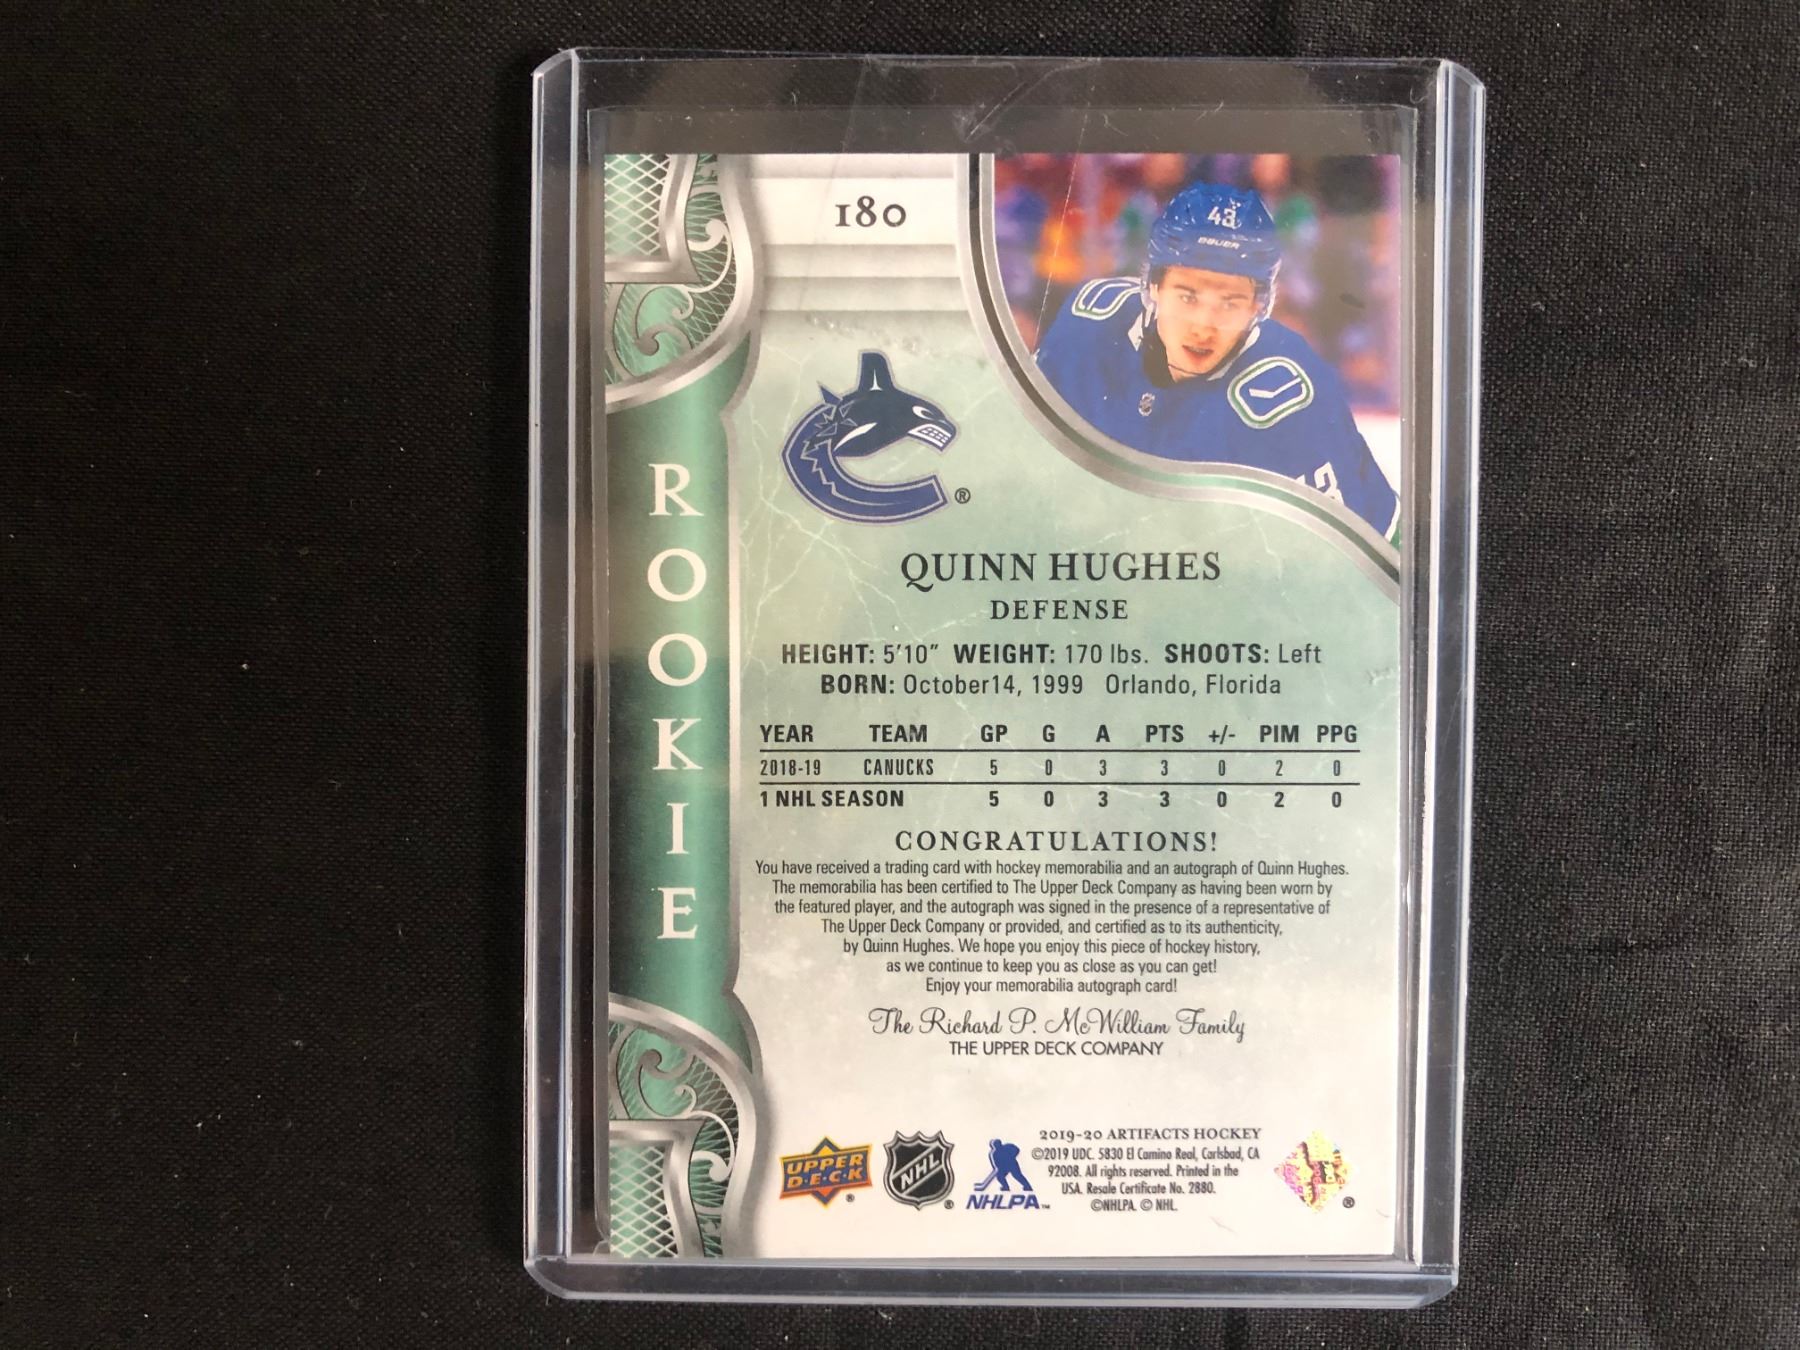 180
43
BAUER
ROOKIE
QUINN HUGHES
DEFENSE
HEIGHT: 5'10" WEIGHT: 170 lbs. SHOOTS: Left
BORN: October14, 1999 Orlando, Florida
YEAR TEAM GP G A PTS +/- PIM PPG
2018-19 CANUCKS 5 0 3 3 0 2 0
1 NHL SEASON 5 0 3 3 0 2 0
CONGRATULATIONS!
You have received a trading card with hockey memorabilia and an autograph of Quinn Hughes.
The memorabilia has been certified to The Upper Deck Company as having been worn by
the featured player, and the autograph was signed in the presence of a representative of
The Upper Deck Company or provided, and certified as to its authenticity,
by Quinn Hughes. We hope you enjoy this piece of hockey history,
as we continue to keep you as close as you can get!
Enjoy your memorabilia autograph card!
The Richard P. McWilliam Family
THE UPPER DECK COMPANY
UPPER
DECK
®
NHL
®
NHLPA™
2019-20 ARTIFACTS HOCKEY
©2019 UDC. 5830 El Camino Real, Carlsbad, CA
92008. All rights reserved. Printed in the
USA. Resale Certificate No. 2880.
©NHLPA. © NHL.
®